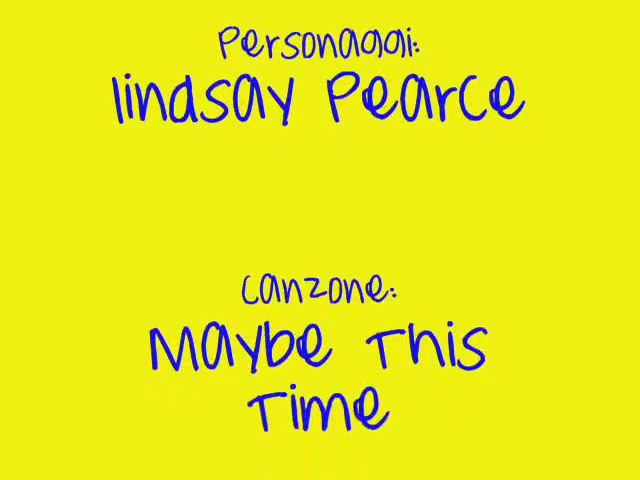 Personaggi:
lindsay Pearce
canzone:
Maybe This
Time